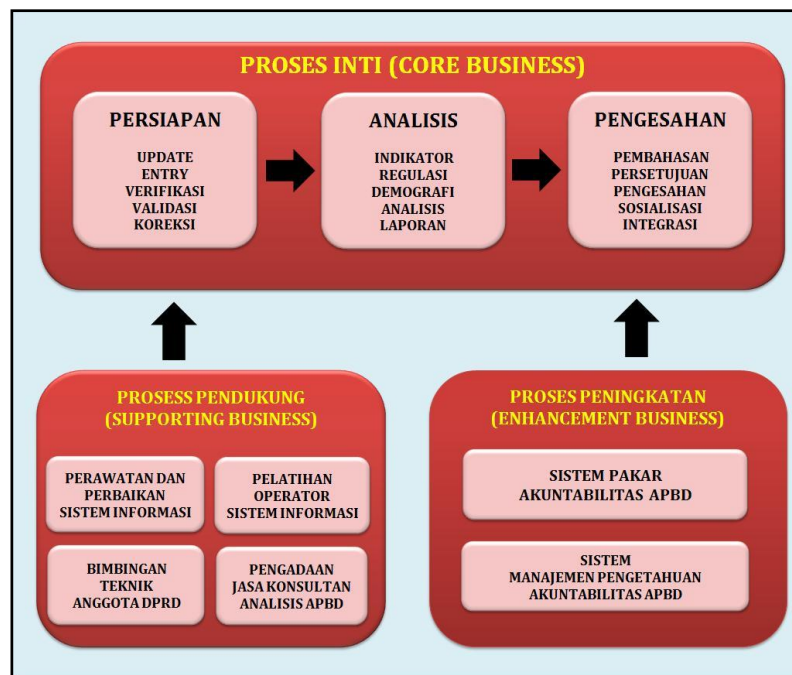 PROSES INTI (CORE BUSINESS)
PERSIAPAN
UPDATE
ENTRY
VERIFIKASI
VALIDASI
KOREKSI
ANALISIS
INDIKATOR
REGULASI
DEMOGRAFI
ANALISIS
LAPORAN
PENGESAHAN
PEMBAHASAN
PERSETUJUAN
PENGESAHAN
SOSIALISASI
INTEGRASI
PROSESS PENDUKUNG
(SUPPORTING BUSINESS)
PERAWATAN DAN
PERBAIKAN
SISTEM INFORMASI
PELATIHAN
OPERATOR
SISTEM INFORMASI
BIMBINGAN
TEKNIK
ANGGOTA DPRD
PENGADAAN
JASA KONSULTAN
ANALISIS APBD
PROSES PENINGKATAN
(ENHANCEMENT BUSINESS)
SISTEM PAKAR
AKUNTABILITAS APBD
SISTEM
MANAJEMEN PENGETAHUAN
AKUNTABILITAS APBD